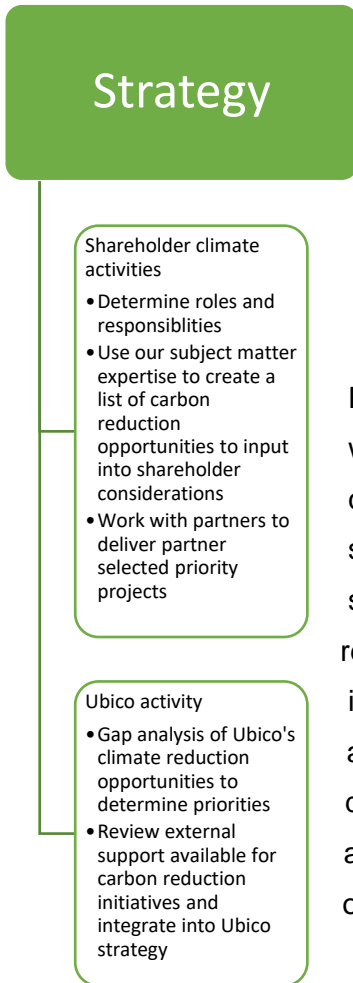 Strategy
Shareholder climate
activities
•Determine roles and
responsiblities
•Use our subject matter
expertise to create a
list of carbon
reduction
opportunities to input
into shareholder
considerations
•Work with partners to
deliver partner
selected priority
projects
Ubico activity
•Gap analysis of Ubico's
climate reduction
opportunities to
determine priorities
•Review external
support available for
carbon reduction
initiatives and
integrate into Ubico
strategy